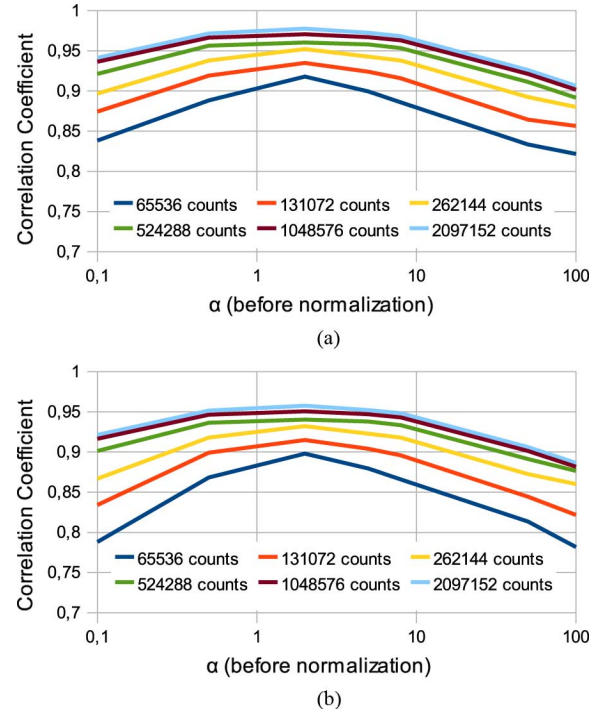 1
0,95
0,9
0,85
0,8
0,75
0,7
Correlation Coefficient
65536 counts 131072 counts 262144 counts
524288 counts 1048576 counts 2097152 counts
0,1 1 10 100
α (before normalization)
(a)
1
0,95
0,9
0,85
0,8
0,75
0,7
Correlation Coefficient
65536 counts 131072 counts 262144 counts
524288 counts 1048576 counts 2097152 counts
0,1 1 10 100
α (before normalization)
(b)